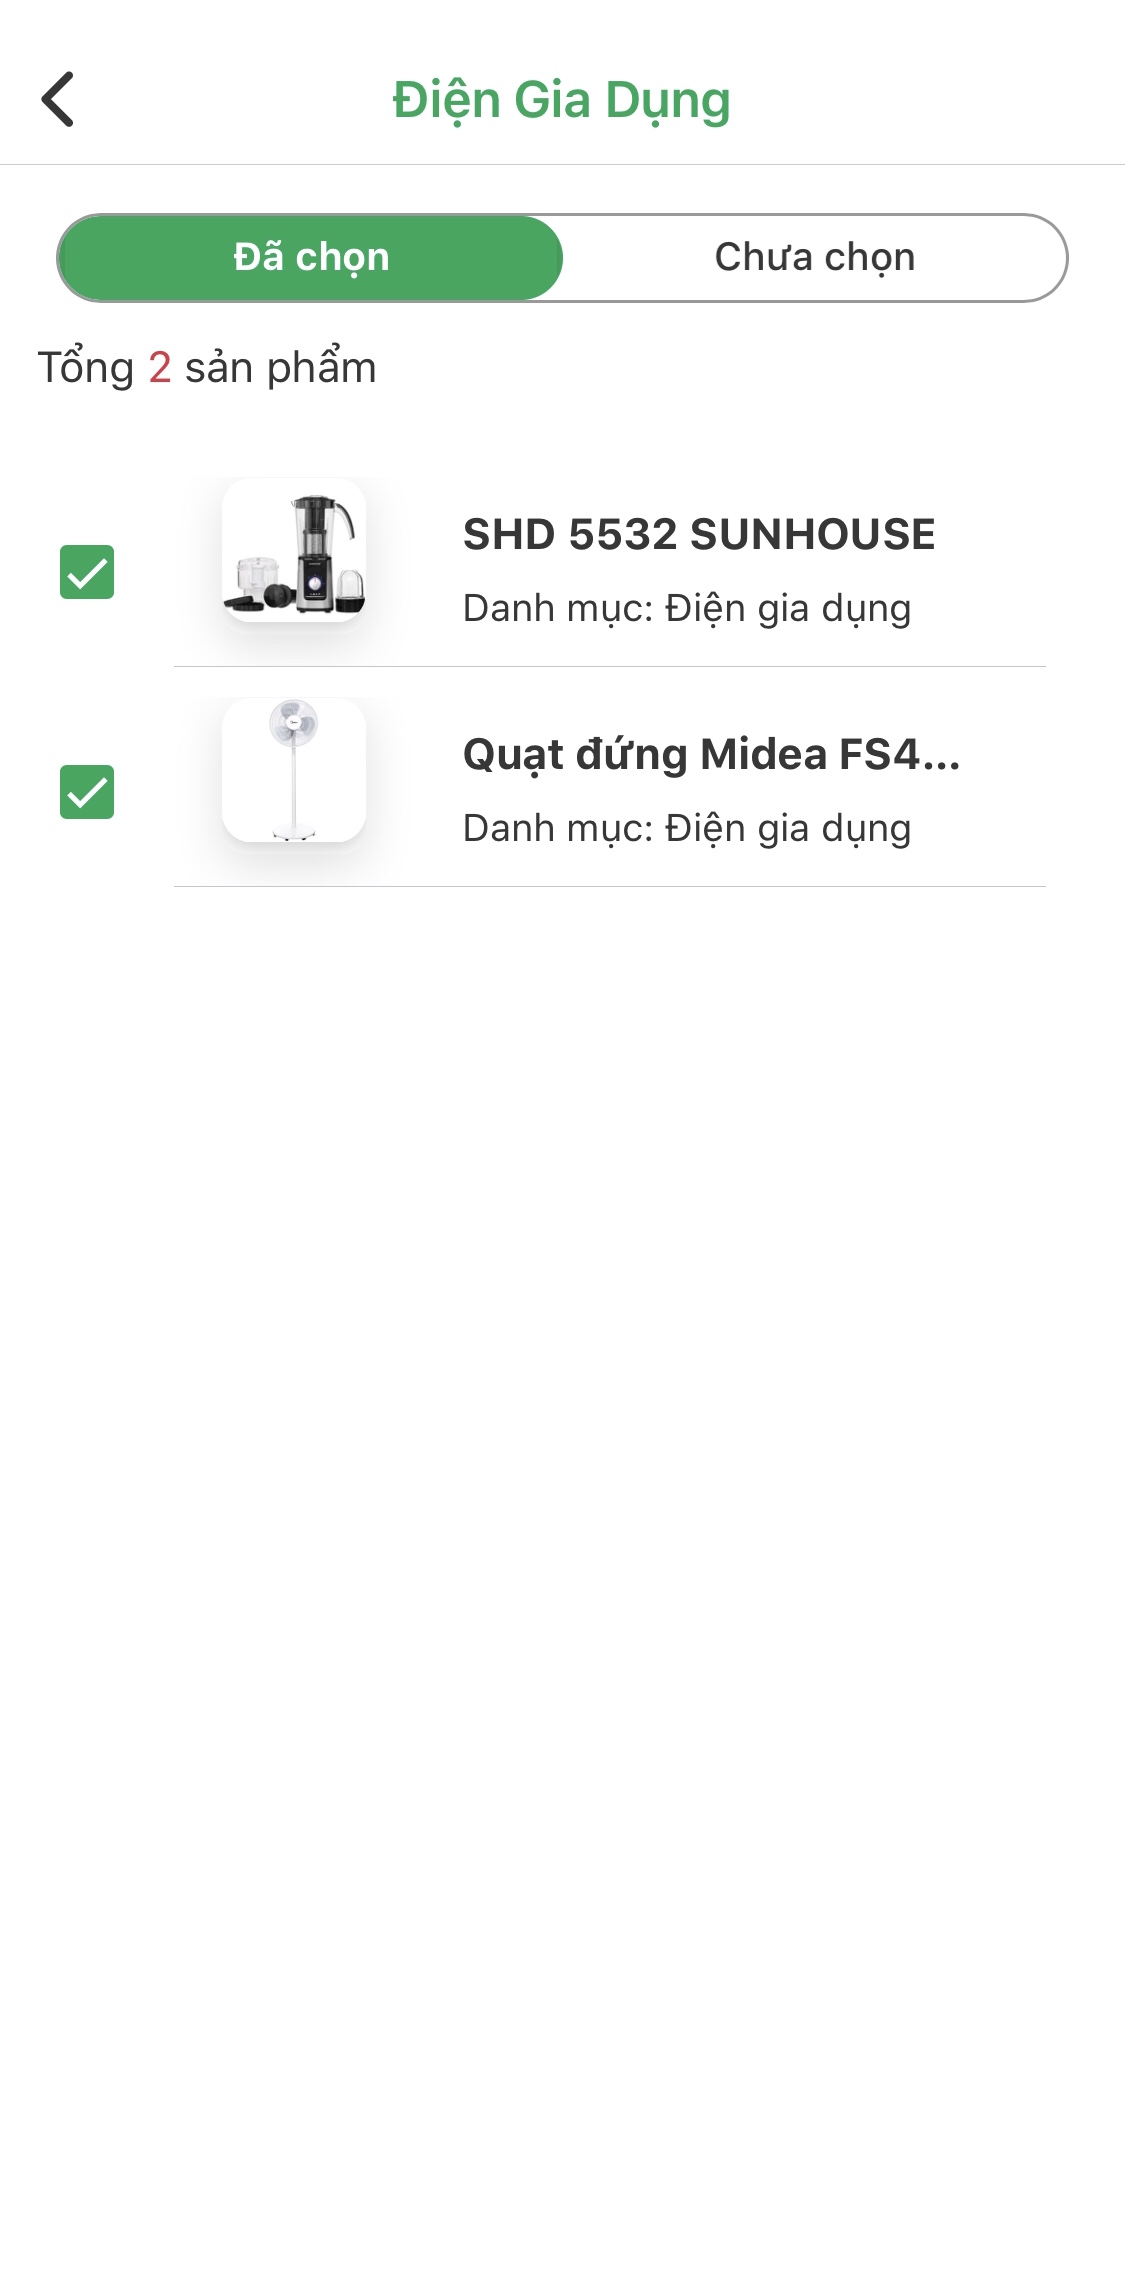 Điện Gia Dụng
Đã chọn
Chưa chọn
Tổng 2 sản phẩm
SHD 5532 SUNHOUSE
Danh mục: Điện gia dụng
Quạt đứng Midea FS4...
Danh mục: Điện gia dụng